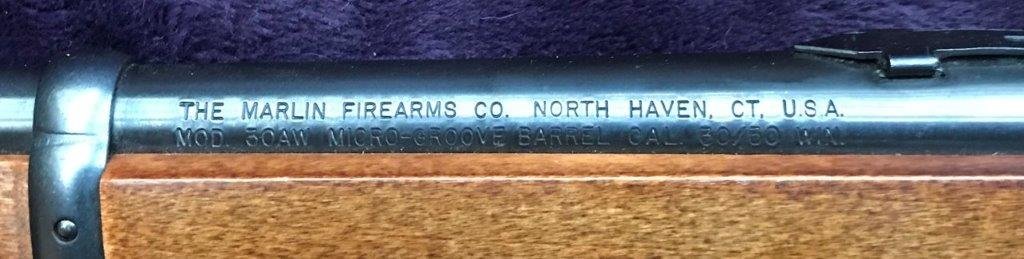 THE MARLIN FIREARMS CO. NORTH HAVEN, CT, U.S.A.
MOD. 30AW MICRO-GROOVE BARREL CAL. 30/30 WIN.